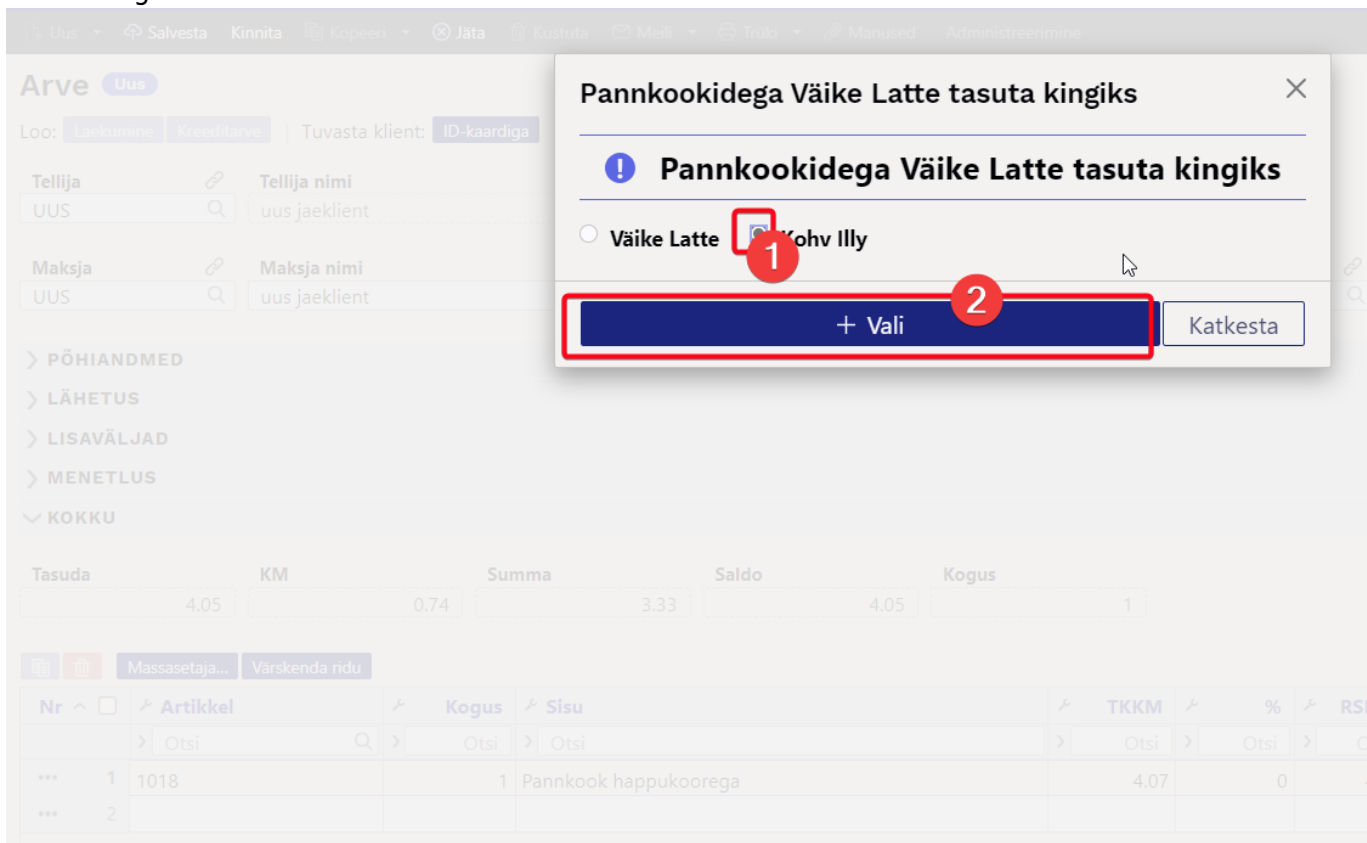 Uus Salvesta Kinnita Kopeeri Jäta Kustuta Meili Trüki Manused Administreerimine
Arve Uus
Loo: Laekumine Kreeditarve Tuvasta klient: ID-kaardiga
Pannkookidega Väike Latte tasuta kingiks
Pannkookidega Väike Latte tasuta kingiks
Väike Latte Kohv Illy
1
2
+ Vali Katkesta
Tellija Tellija nimi
UUS uus jaeklient
Maksja Maksja nimi
UUS uus jaeklient
PÕHIANDMED
LÄHETUS
LISAVÄLJAD
MENETLUS
KOKKU
Tasuda KM Summa Saldo Kogus
4.05 0.74 3.33 4.05 1
Massasetaja... Värskenda ridu
Nr Artikkel Kogus Sisu TKKM %
Otsi Otsi Otsi Otsi Otsi
1 1018 1 Pannkook happukoorega 4.07 0
2